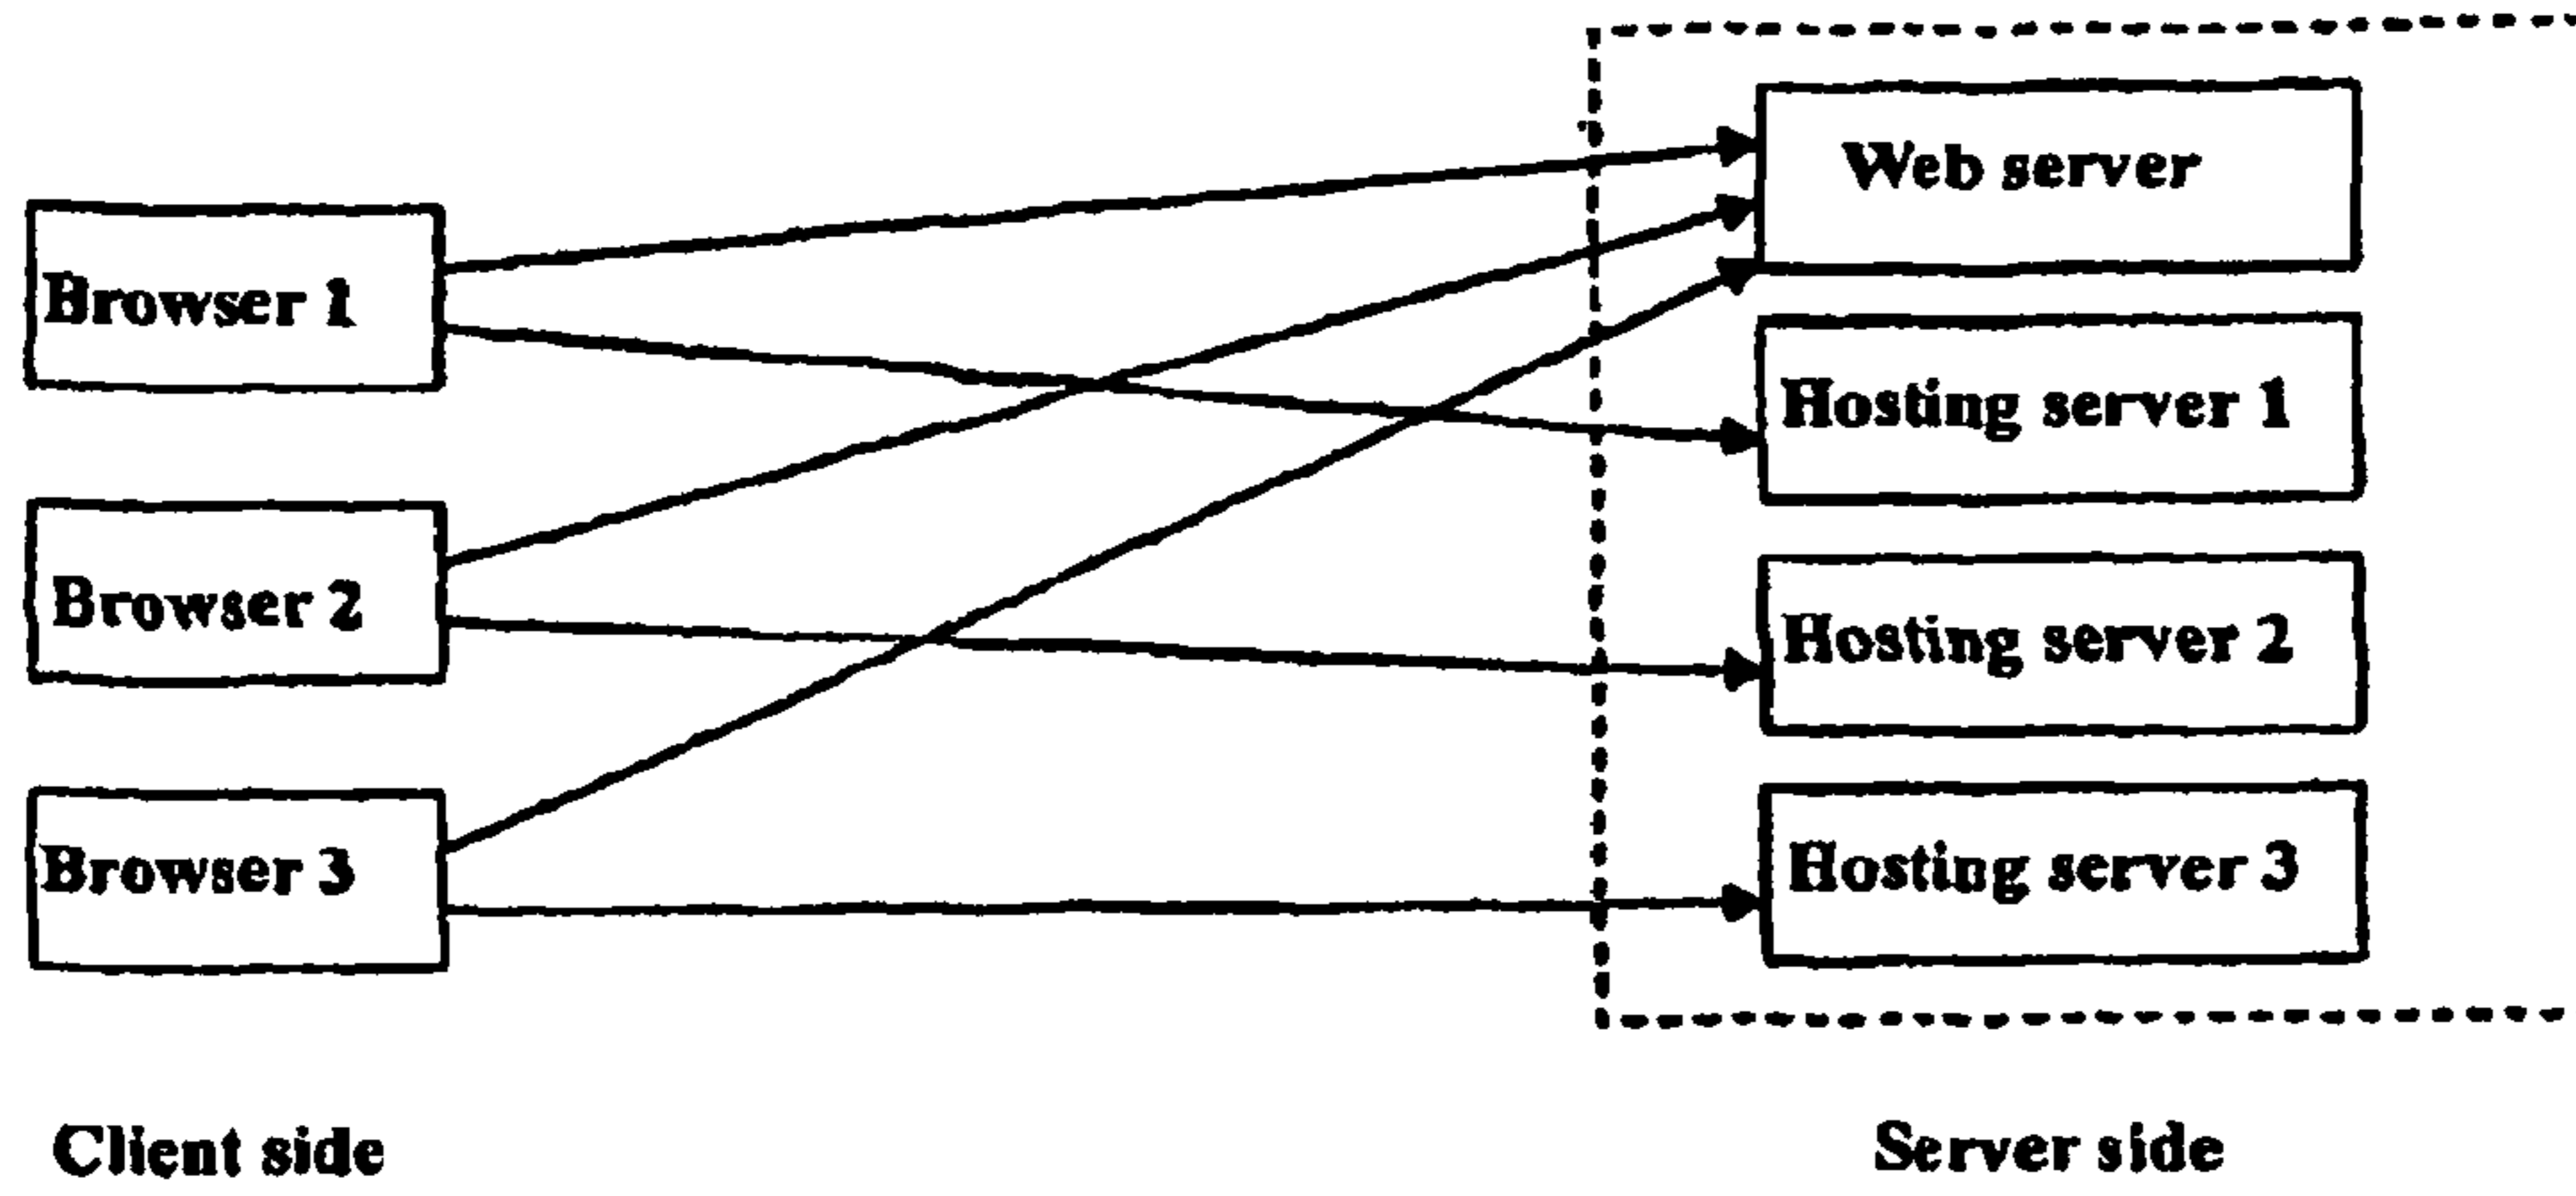 Web server
Browser 1
Hosting server 1
Browser 2
Hosting server 2
Browser 3
Hosting server 3
Client side
Server side